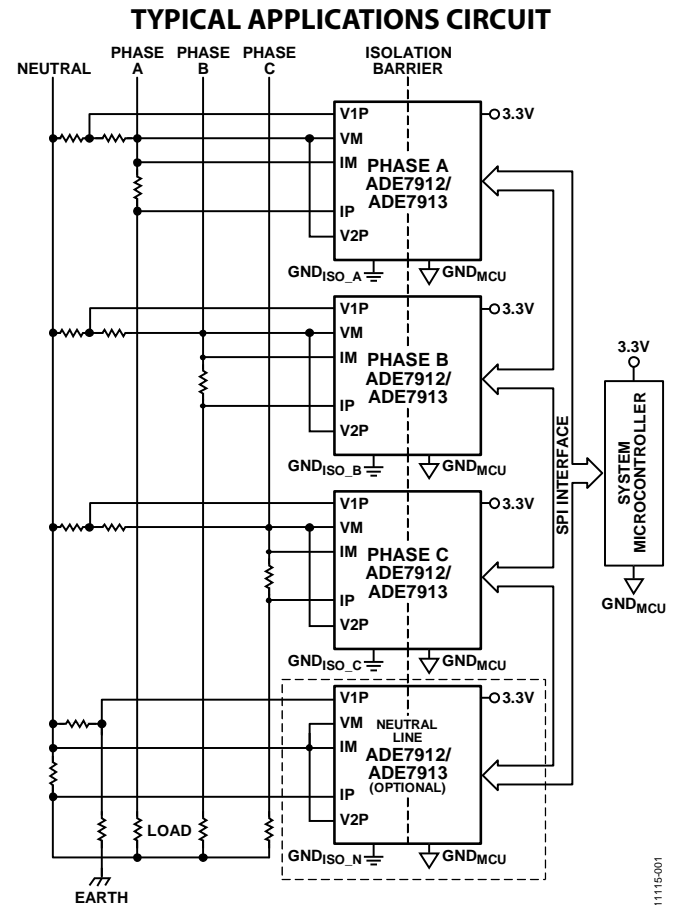 TYPICAL APPLICATIONS CIRCUIT
NEUTRAL
PHASE
A
PHASE
B
PHASE
C
ISOLATION
BARRIER
V1P
VM
IM
IP
V2P
PHASE A
ADE7912/
ADE7913
3.3V
GNDISO_A
GNDMCU
V1P
VM
IM
IP
V2P
PHASE B
ADE7912/
ADE7913
3.3V
GNDISO_B
GNDMCU
V1P
VM
IM
IP
V2P
PHASE C
ADE7912/
ADE7913
3.3V
GNDISO_C
GNDMCU
V1P
VM
IM
IP
V2P
NEUTRAL
LINE
ADE7912/
ADE7913
(OPTIONAL)
3.3V
GNDISO_N
GNDMCU
LOAD
EARTH
SPI INTERFACE
3.3V
SYSTEM
MICROCONTROLLER
GNDMCU
11115-001